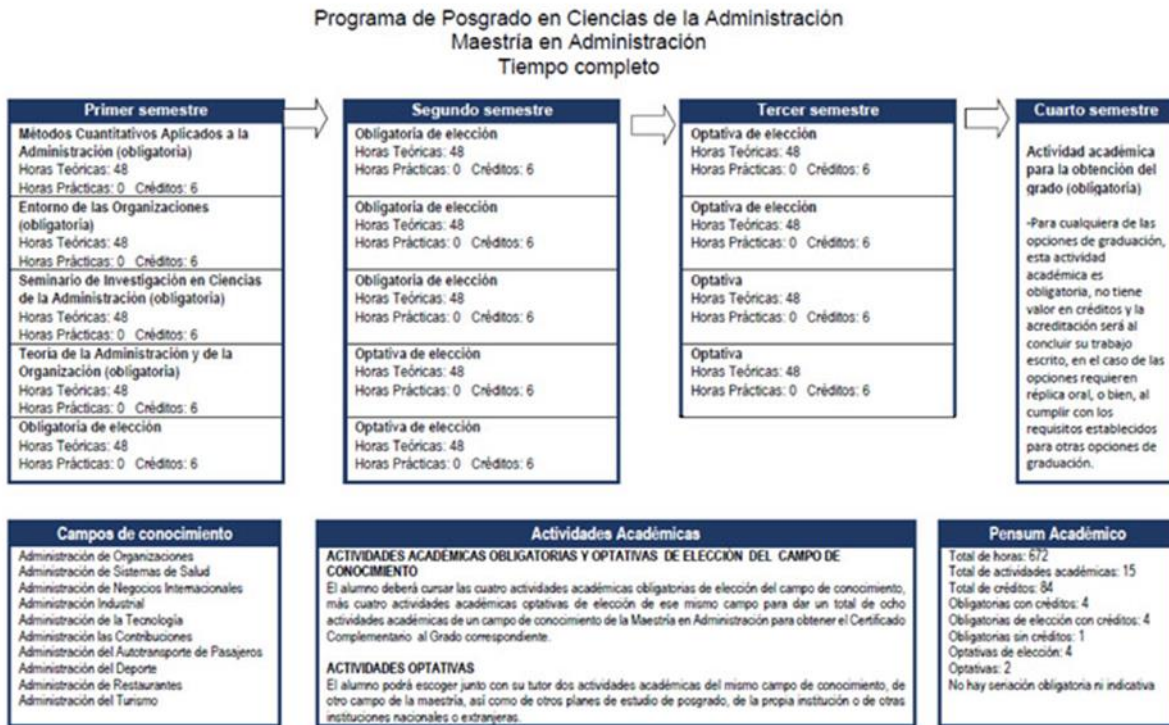 Programa de Posgrado en Ciencias de la Administración
Maestría en Administración
Tiempo completo
Primer semestre
Métodos Cuantitativos Aplicados a la
Administración (obligatoria)
Horas Teóricas: 48
Horas Prácticas: 0 Créditos: 6
Entorno de las Organizaciones
(obligatoria)
Horas Teóricas: 48
Horas Prácticas: 0 Créditos: 6
Seminario de Investigación en Ciencias
de la Administración (obligatoria)
Horas Teóricas: 48
Horas Prácticas: 0 Créditos: 6
Teoría de la Administración y de la
Organización (obligatoria)
Horas Teóricas: 48
Horas Prácticas: 0 Créditos: 6
Obligatoria de elección
Horas Teóricas: 48
Horas Prácticas: 0 Créditos: 6
Segundo semestre
Obligatoria de elección
Horas Teóricas: 48
Horas Prácticas: 0 Créditos: 6
Obligatoria de elección
Horas Teóricas: 48
Horas Prácticas: 0 Créditos: 6
Obligatoria de elección
Horas Teóricas: 48
Horas Prácticas: 0 Créditos: 6
Optativa de elección
Horas Teóricas: 48
Horas Prácticas: 0 Créditos: 6
Optativa de elección
Horas Teóricas: 48
Horas Prácticas: 0 Créditos: 6
Tercer semestre
Optativa de elección
Horas Teóricas: 48
Horas Prácticas: 0 Créditos: 6
Optativa de elección
Horas Teóricas: 48
Horas Prácticas: 0 Créditos: 6
Optativa
Horas Teóricas: 48
Horas Prácticas: 0 Créditos: 6
Optativa
Horas Teóricas: 48
Horas Prácticas: 0 Créditos: 6
Cuarto semestre
Actividad académica
para la obtención del
grado (obligatoria)
-Para cualquiera de las
opciones de graduación,
esta actividad
académica es
obligatoria, no tiene
valor en créditos y la
acreditación será al
concluir su trabajo
escrito, en el caso de las
opciones requieren
réplica oral, o bien, al
cumplir con los
requisitos establecidos
para otras opciones de
graduación.
Campos de conocimiento
Administración de Organizaciones
Administración de Sistemas de Salud
Administración de Negocios Internacionales
Administración Industrial
Administración de la Tecnología
Administración las Contribuciones
Administración del Autotransporte de Pasajeros
Administración del Deporte
Administración de Restaurantes
Administración del Turismo
Actividades Académicas
ACTIVIDADES ACADÉMICAS OBLIGATORIAS Y OPTATIVAS DE ELECCIÓN DEL CAMPO DE
CONOCIMIENTO
El alumno deberá cursar las cuatro actividades académicas obligatorias de elección del campo de conocimiento,
más cuatro actividades académicas optativas de elección de ese mismo campo para dar un total de ocho
actividades académicas de un campo de conocimiento de la Maestría en Administración para obtener el Certificado
Complementario al Grado correspondiente.
ACTIVIDADES OPTATIVAS
El alumno podrá escoger junto con su tutor dos actividades académicas del mismo campo de conocimiento, de
otro campo de la maestría, así como de otros planes de estudio de posgrado, de la propia institución o de otras
instituciones nacionales o extranjeras.
Pensum Académico
Total de horas: 672
Total de actividades académicas: 15
Total de créditos: 84
Obligatorias con créditos: 4
Obligatorias de elección con créditos: 4
Obligatorias sin créditos: 1
Optativas de elección: 4
Optativas: 2
No hay seriación obligatoria ni indicativa